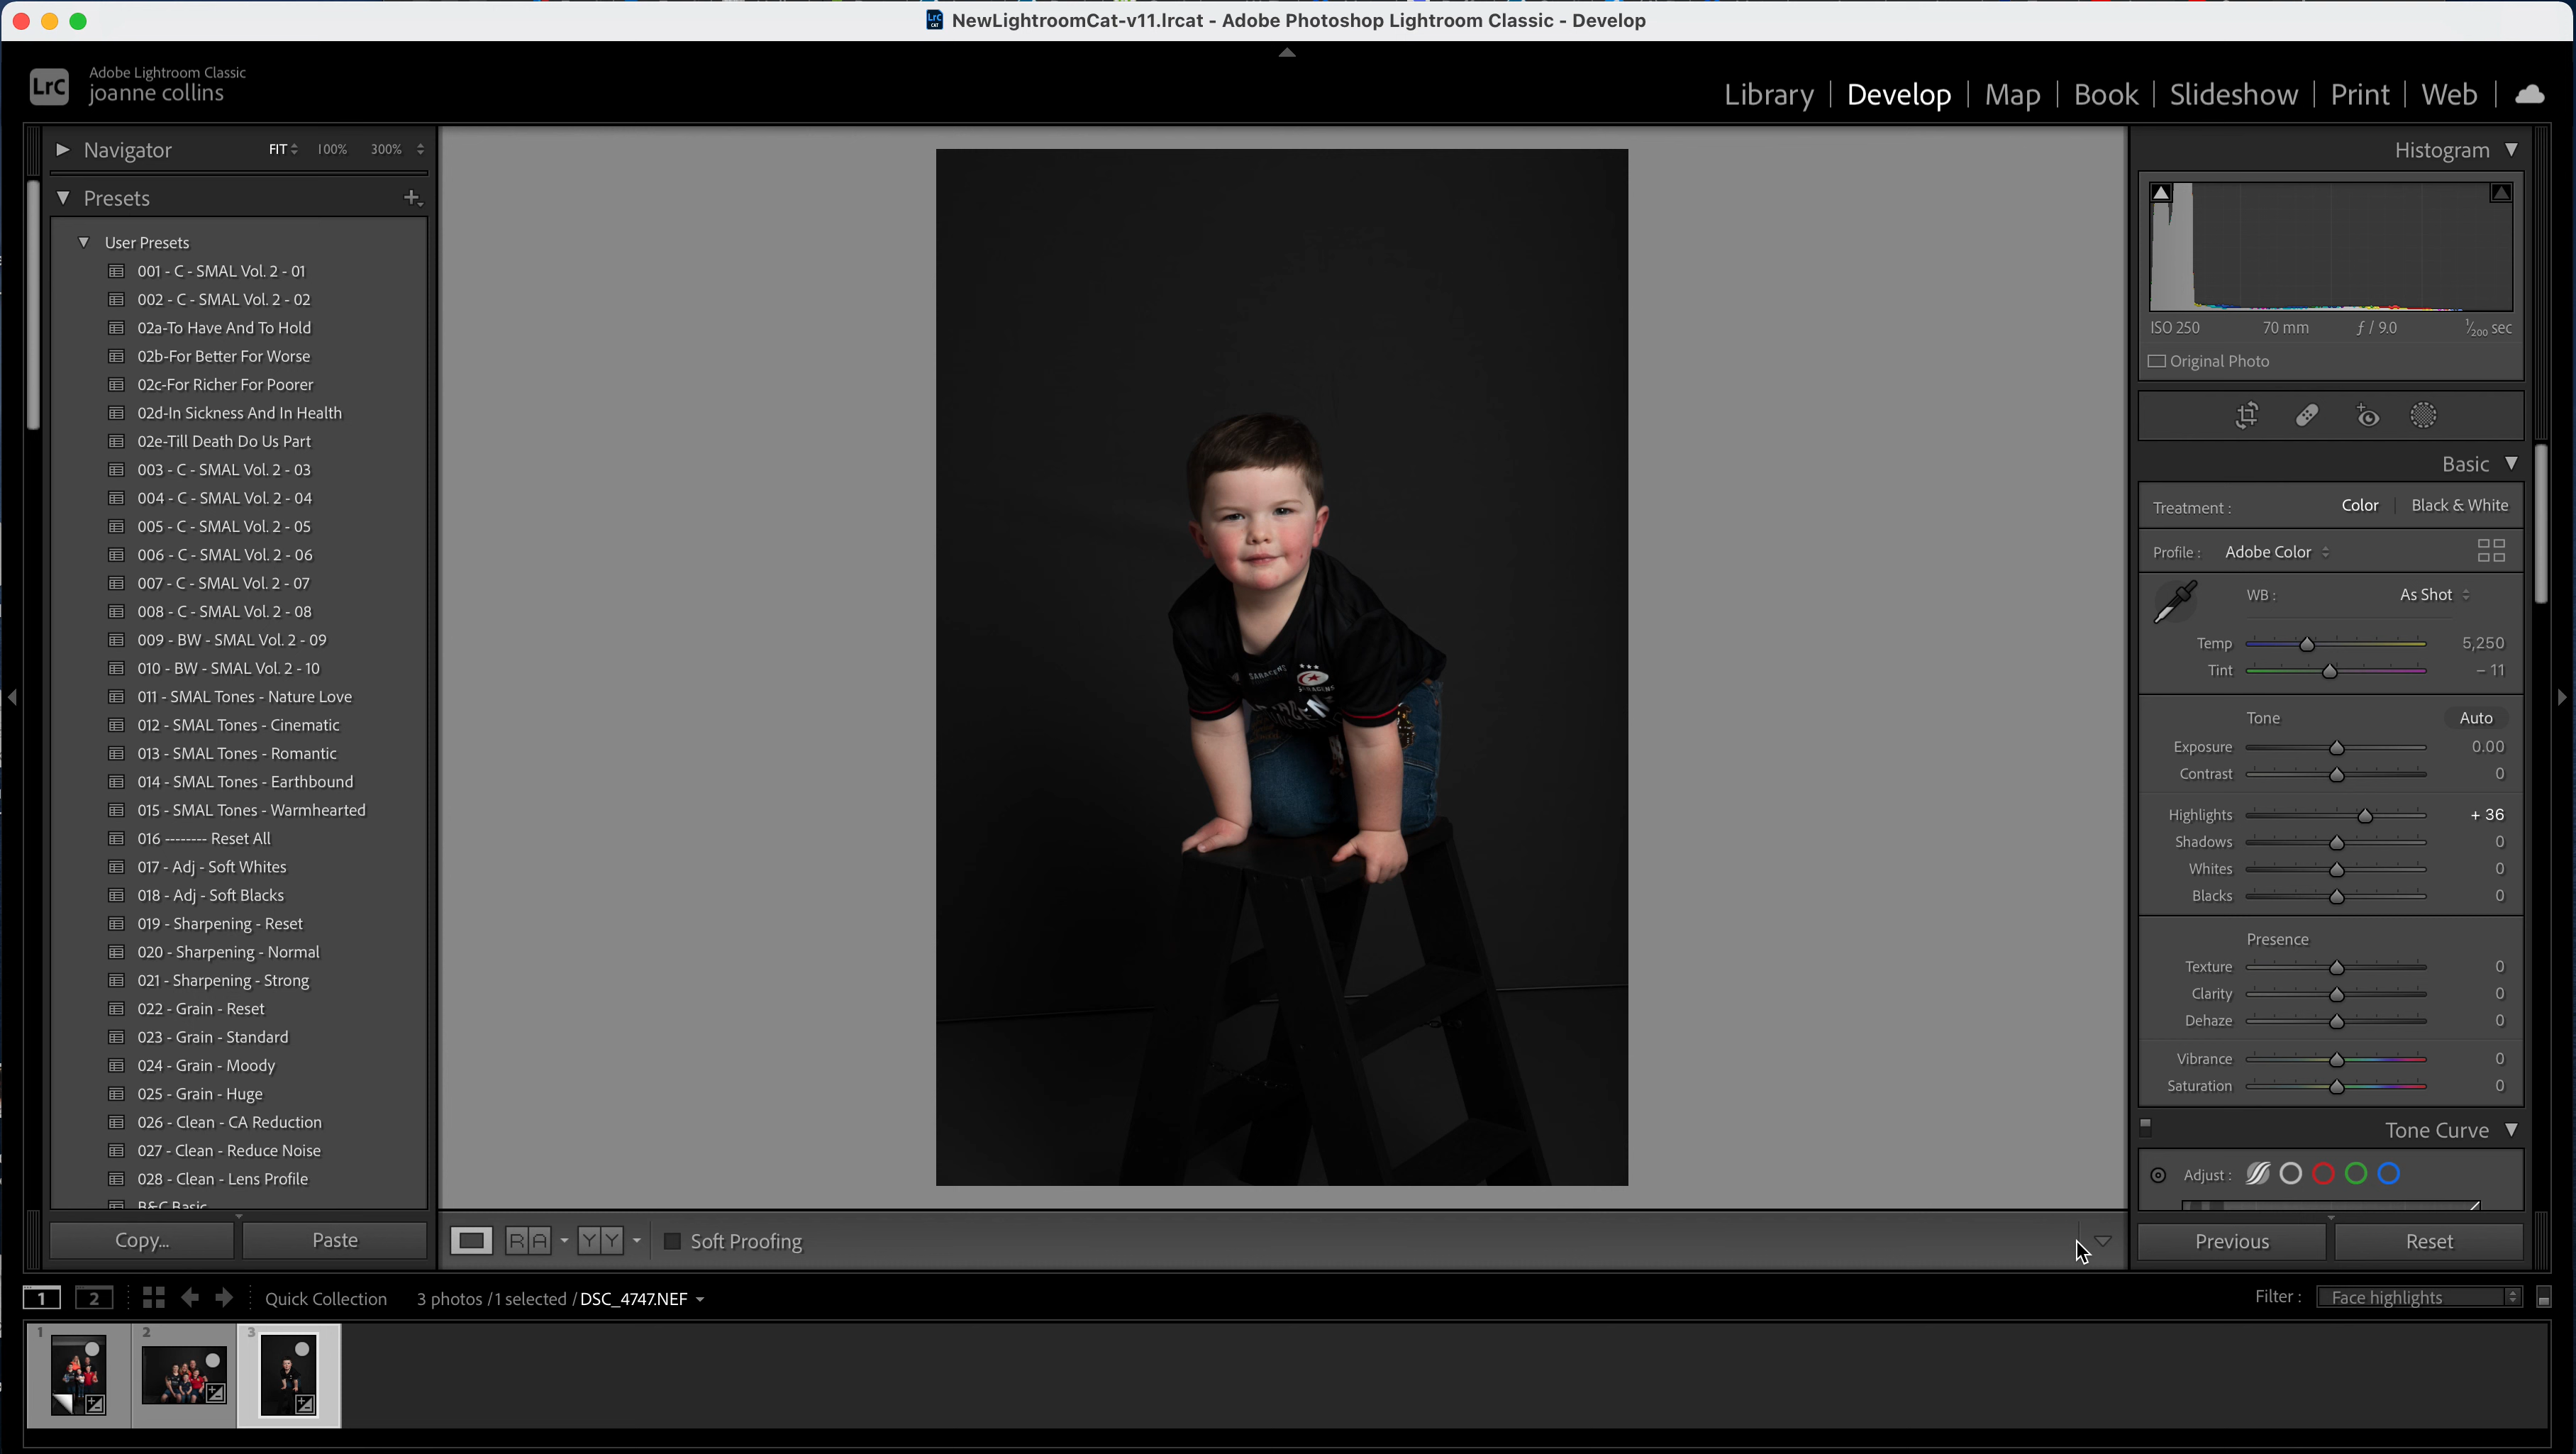 NewLightroomCat-v11.lrcat - Adobe Photoshop Lightroom Classic - Develop
LrC
Adobe Lightroom Classic
joanne collins
Library | Develop | Map | Book | Slideshow | Print | Web
Navigator FIT 100% 300%
Presets
User Presets
001 - C - SMAL Vol. 2 - 01
002 - C - SMAL Vol. 2 - 02
02a-To Have And To Hold
02b-For Better For Worse
02c-For Richer For Poorer
02d-In Sickness And In Health
02e-Till Death Do Us Part
003 - C - SMAL Vol. 2 - 03
004 - C - SMAL Vol. 2 - 04
005 - C - SMAL Vol. 2 - 05
006 - C - SMAL Vol. 2 - 06
007 - C - SMAL Vol. 2 - 07
008 - C - SMAL Vol. 2 - 08
009 - BW - SMAL Vol. 2 - 09
010 - BW - SMAL Vol. 2 - 10
011 - SMAL Tones - Nature Love
012 - SMAL Tones - Cinematic
013 - SMAL Tones - Romantic
014 - SMAL Tones - Earthbound
015 - SMAL Tones - Warmhearted
016 -------- Reset All
017 - Adj - Soft Whites
018 - Adj - Soft Blacks
019 - Sharpening - Reset
020 - Sharpening - Normal
021 - Sharpening - Strong
022 - Grain - Reset
023 - Grain - Standard
024 - Grain - Moody
025 - Grain - Huge
026 - Clean - CA Reduction
027 - Clean - Reduce Noise
028 - Clean - Lens Profile
B&C Basic
Copy... Paste
SARACENS
SARACENS
R A Y Y Soft Proofing
Histogram
ISO 250 70 mm ƒ / 9.0 1/200 sec
Original Photo
Basic
Treatment : Color | Black & White
Profile : Adobe Color
WB : As Shot
Temp 5,250
Tint – 11
Tone Auto
Exposure 0.00
Contrast 0
Highlights + 36
Shadows 0
Whites 0
Blacks 0
Presence
Texture 0
Clarity 0
Dehaze 0
Vibrance 0
Saturation 0
Tone Curve
Adjust :
Previous Reset
1 2 Quick Collection 3 photos / 1 selected / DSC_4747.NEF
Filter : Face highlights
1 2 3